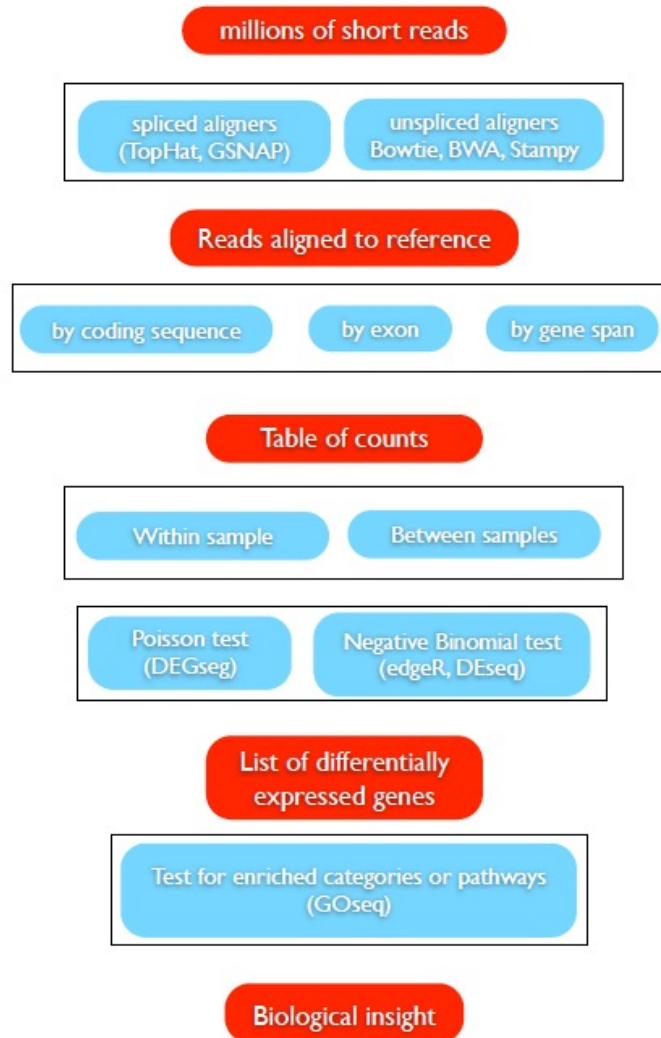 millions of short reads
spliced aligners
(TopHat, GSNAP)
unspliced aligners
Bowtie, BWA, Stampy
Reads aligned to reference
by coding sequence
by exon
by gene span
Table of counts
Within sample
Between samples
Poisson test
(DEGseg)
Negative Binomial test
(edgeR, DEseq)
List of differentially
expressed genes
Test for enriched categories or pathways
(GOseq)
Biological insight